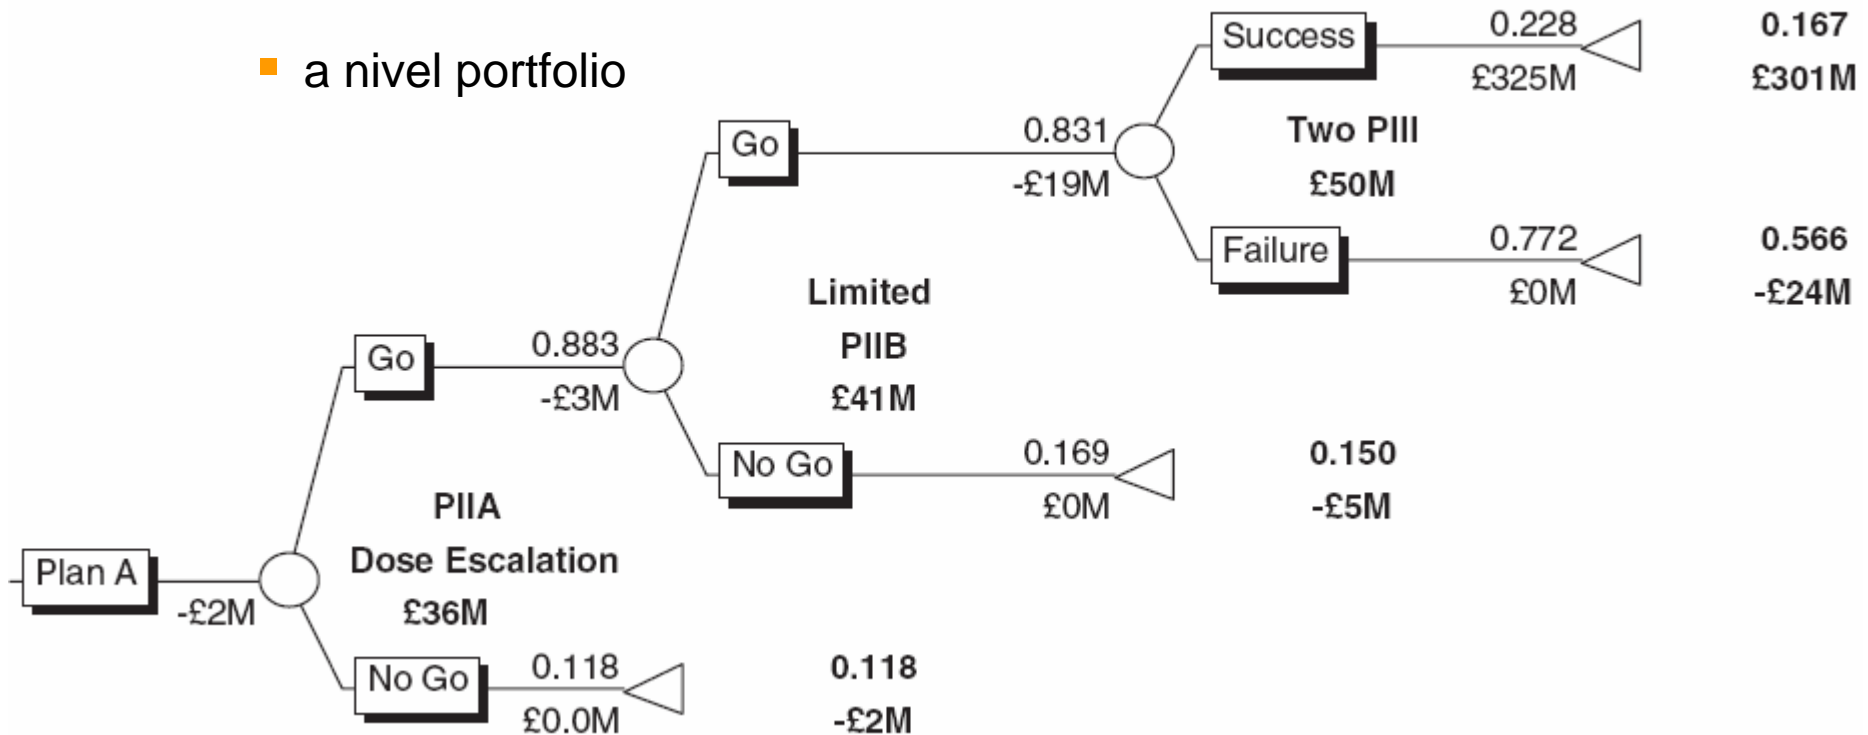 a nivel portfolio
Success
0.228
£325M
0.167
£301M
Go
0.831
-£19M
Two PIII
£50M
Failure
0.772
£0M
0.566
-£24M
Go
0.883
-£3M
Limited
PIIB
£41M
No Go
0.169
£0M
0.150
-£5M
Plan A
-£2M
PIIA
Dose Escalation
£36M
No Go
0.118
£0.0M
0.118
-£2M